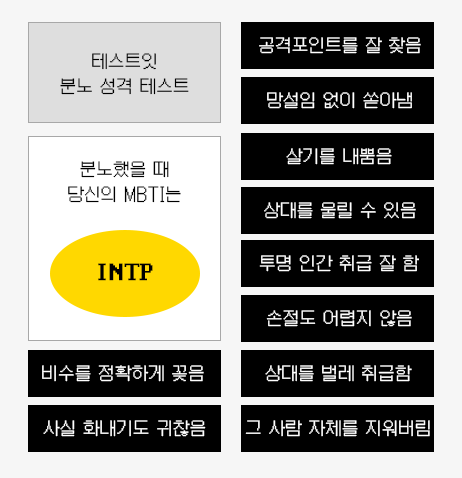 테스트잇
분노 성격 테스트
분노했을 때
당신의 MBTI는
INTP
비수를 정확하게 꽂음
사실 화내기도 귀찮음
공격포인트를 잘 찾음
망설임 없이 쏟아냄
살기를 내뿜음
상대를 울릴 수 있음
투명 인간 취급 잘 함
손절도 어렵지 않음
상대를 벌레 취급함
그 사람 자체를 지워버림